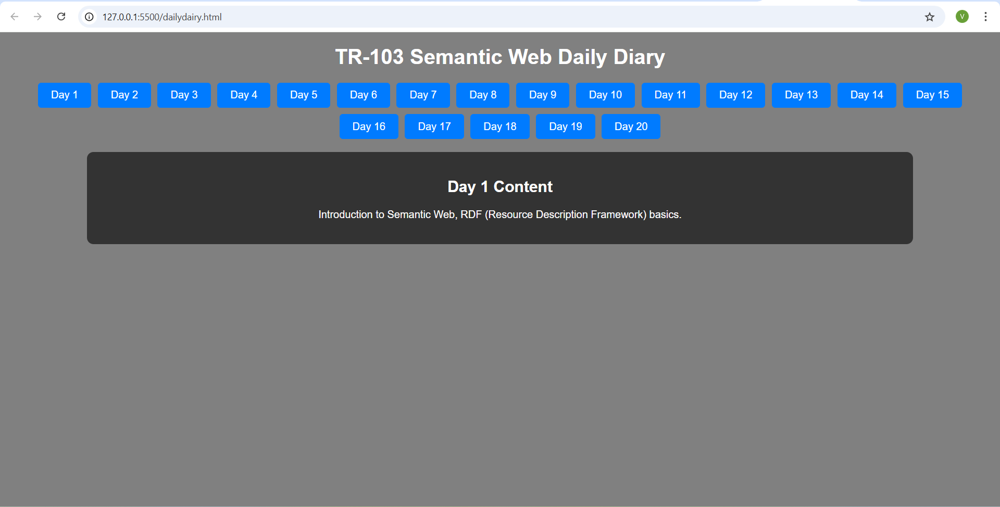 127.0.0.1:5500/dailydairy.html
V
TR-103 Semantic Web Daily Diary
Day 1 Day 2 Day 3 Day 4 Day 5 Day 6 Day 7 Day 8 Day 9 Day 10 Day 11 Day 12 Day 13 Day 14 Day 15
Day 16 Day 17 Day 18 Day 19 Day 20
Day 1 Content
Introduction to Semantic Web, RDF (Resource Description Framework) basics.